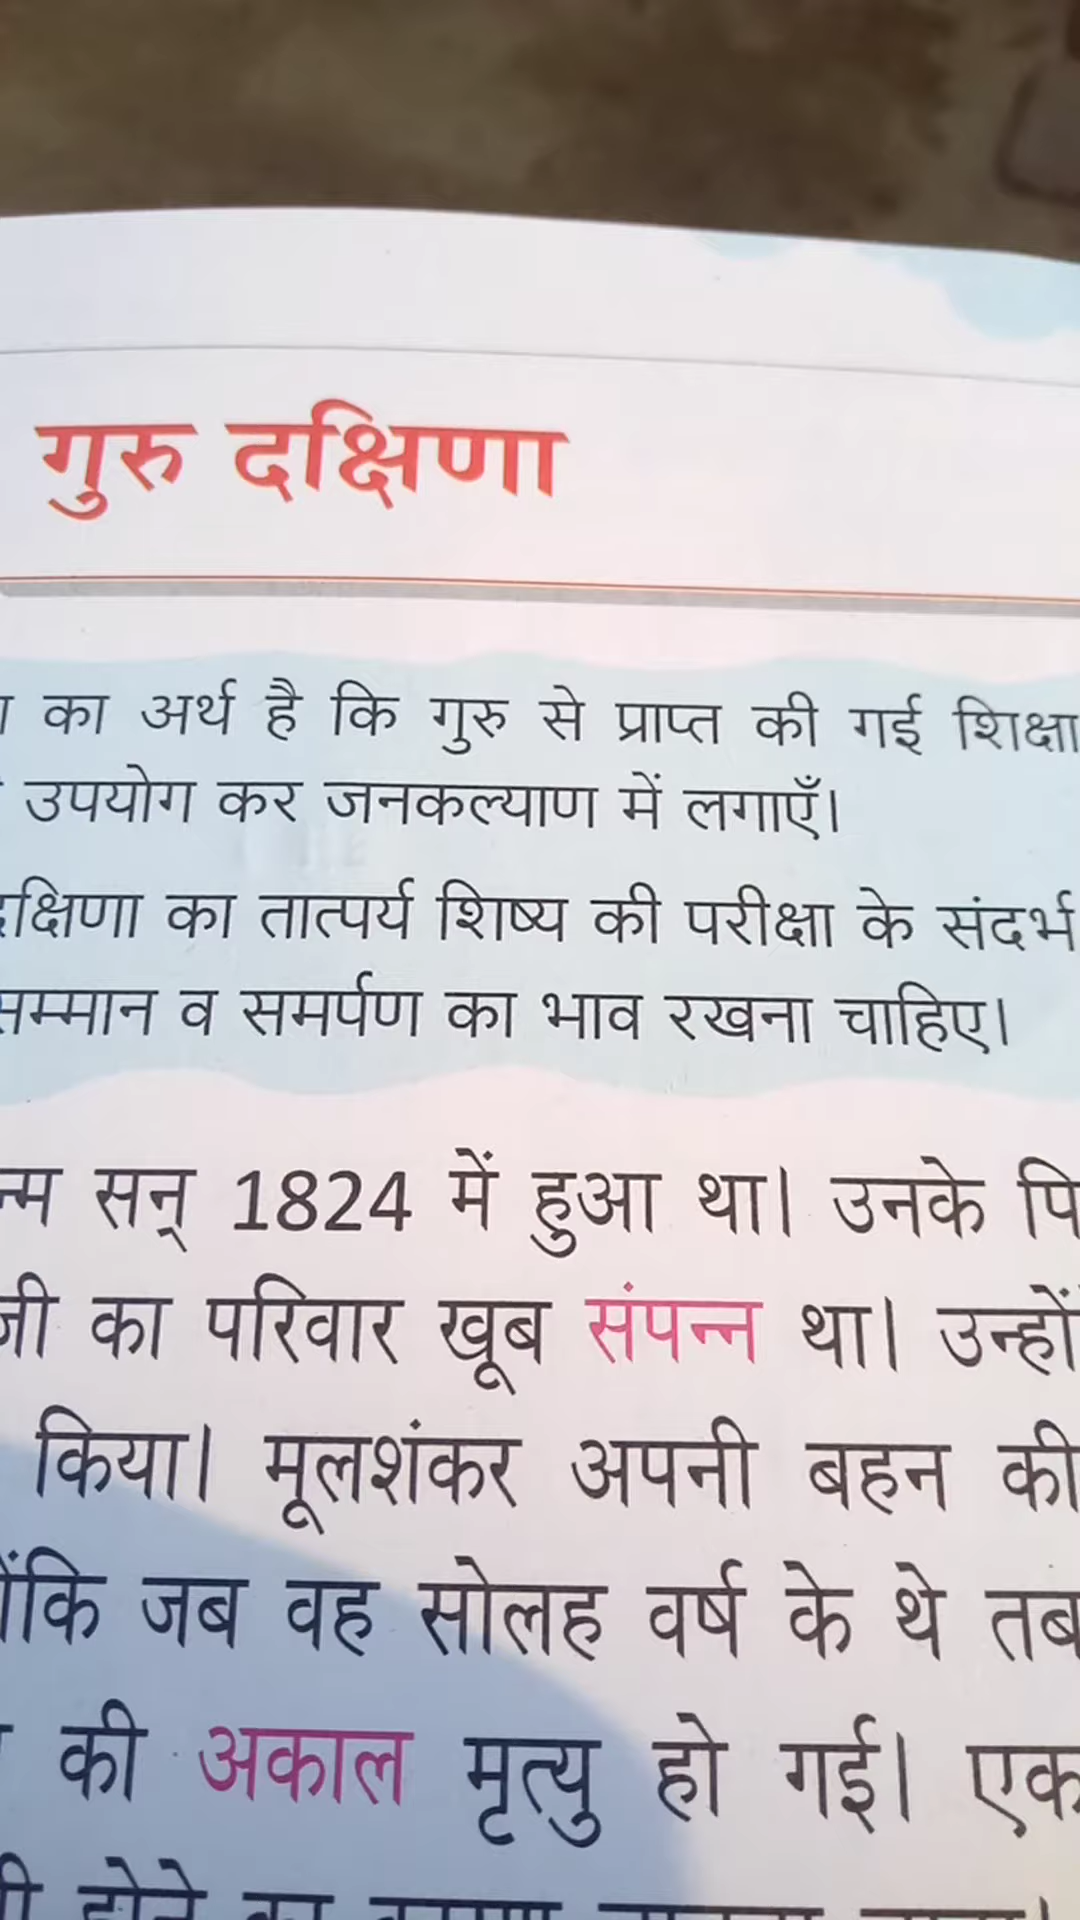 गुरु दक्षिणा
का अर्थ है कि गुरु से प्राप्त की गई शिक्षा
उपयोग कर जनकल्याण में लगाएँ।
दक्षिणा का तात्पर्य शिष्य की परीक्षा के संदर्भ
सम्मान व समर्पण का भाव रखना चाहिए।
सन् 1824 में हुआ था। उनके पि
जी का परिवार खूब संपन्न था। उन्हों
किया। मूलशंकर अपनी बहन की
जब वह सोलह वर्ष के थे तब
की अकाल मृत्यु हो गई। एक
होने का